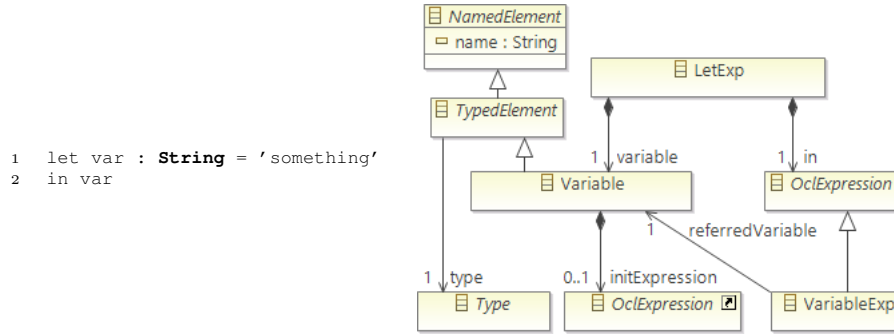 1 let var : String = 'something'
2 in var
NamedElement
name : String
LetExp
TypedElement
1 variable
1 in
Variable
OclExpression
1 referredVariable
1 type
0..1 initExpression
Type
OclExpression
VariableExp